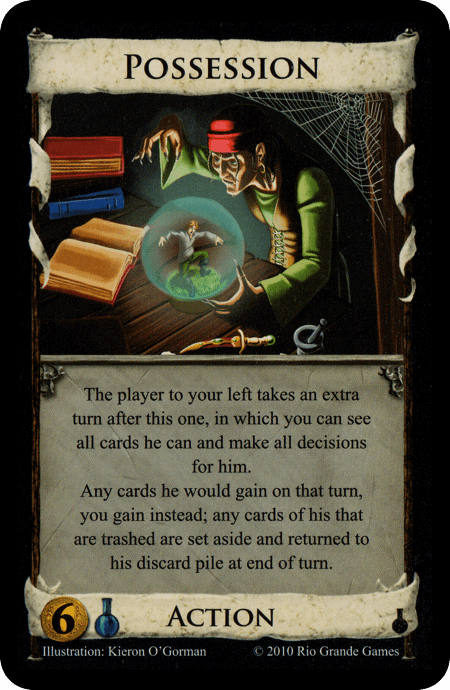 POSSESSION
The player to your left takes an extra
turn after this one, in which you can see
all cards he can and make all decisions
for him.
Any cards he would gain on that turn,
you gain instead; any cards of his that
are trashed are set aside and returned to
his discard pile at end of turn.
6 ACTION
Illustration: Kieron O’Gorman © 2010 Rio Grande Games